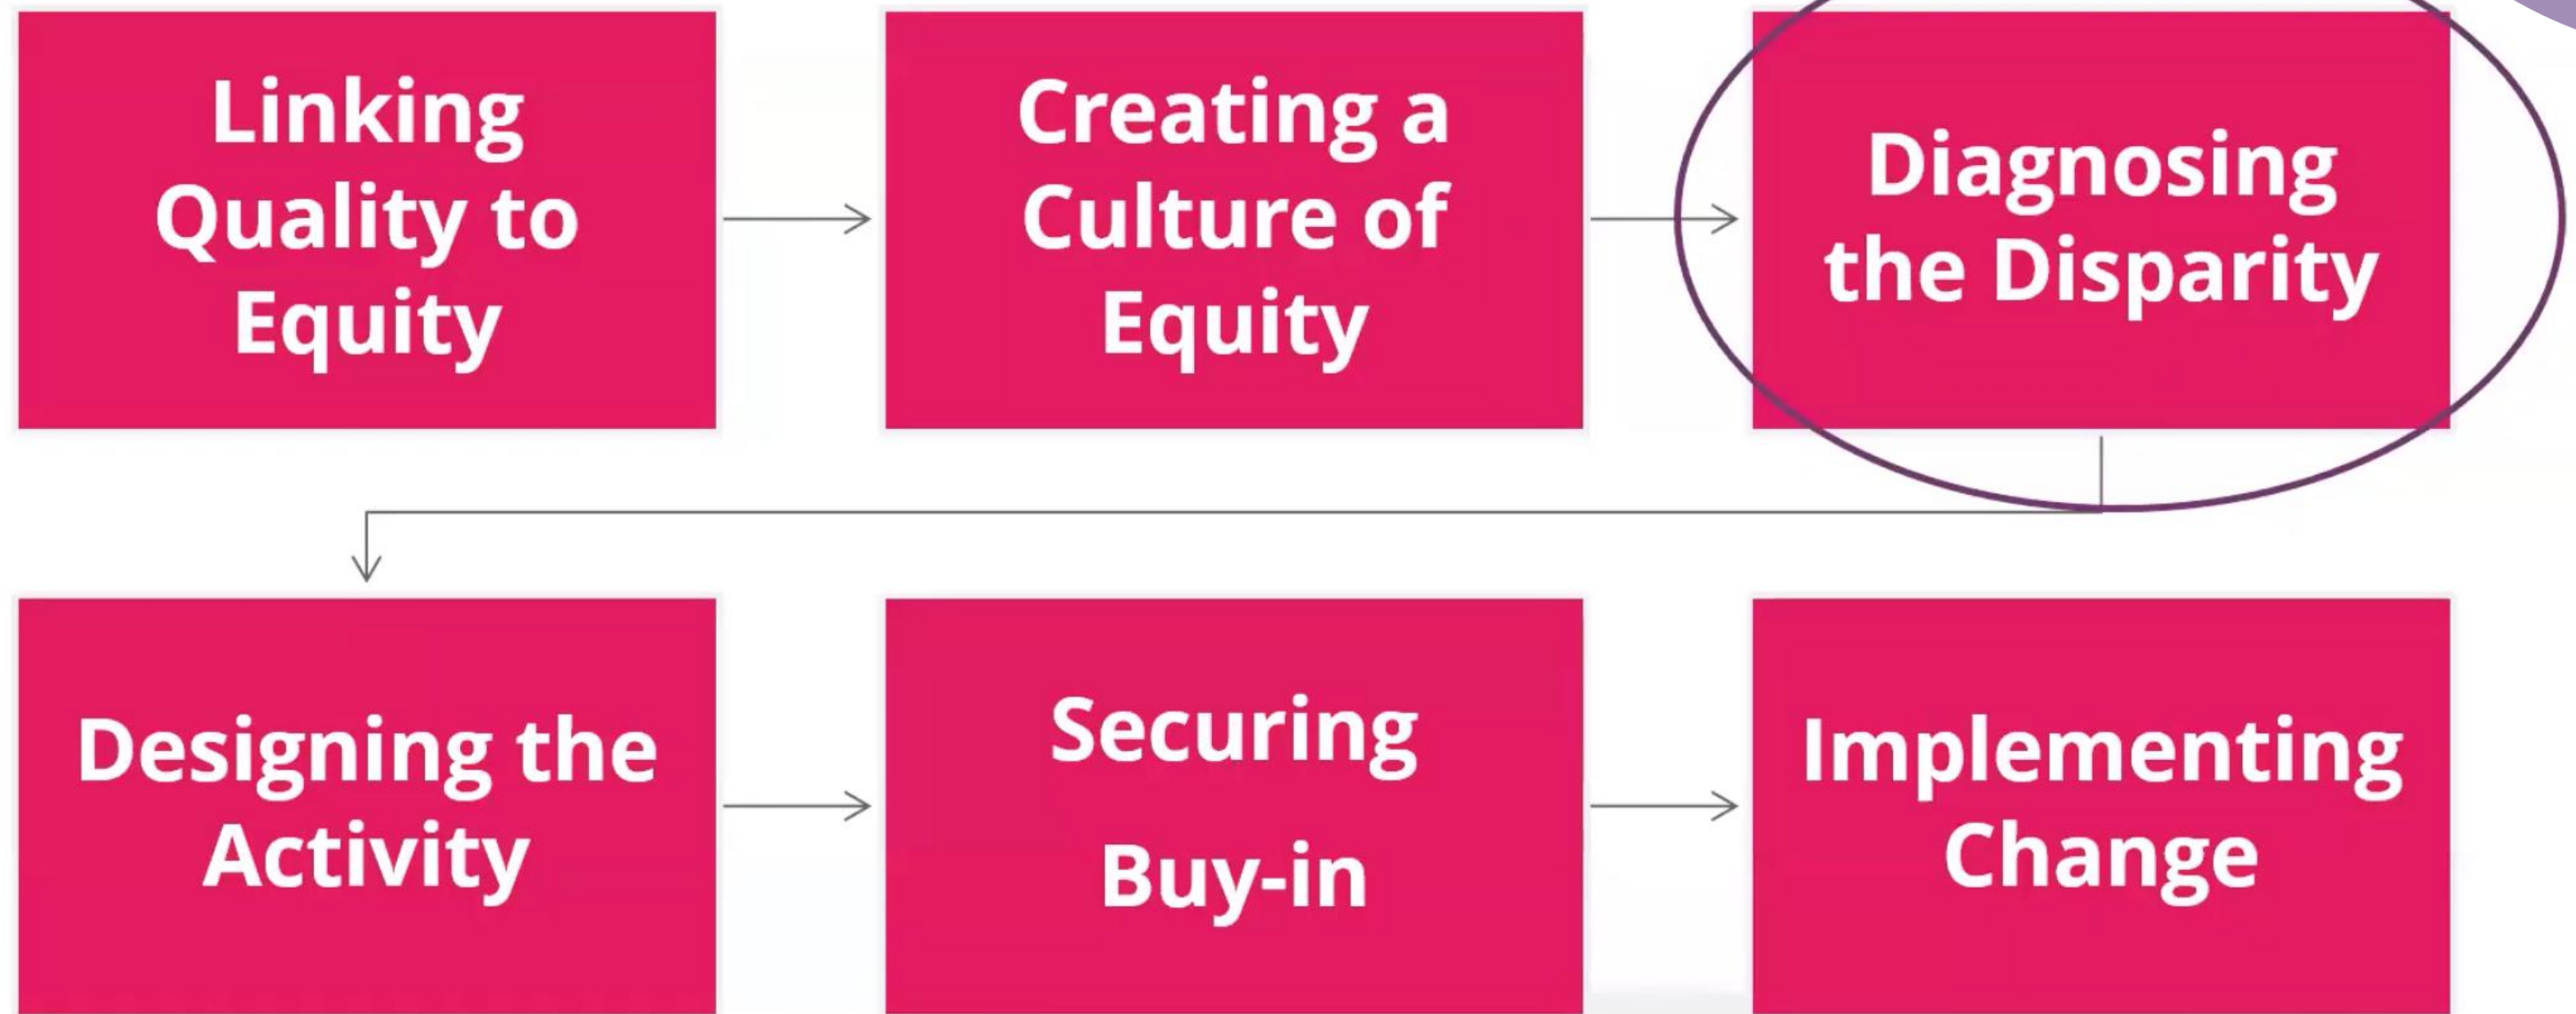 Linking
Quality to
Equity
Creating a
Culture of
Equity
Diagnosing
the Disparity
Designing the
Activity
Securing
Buy-in
Implementing
Change